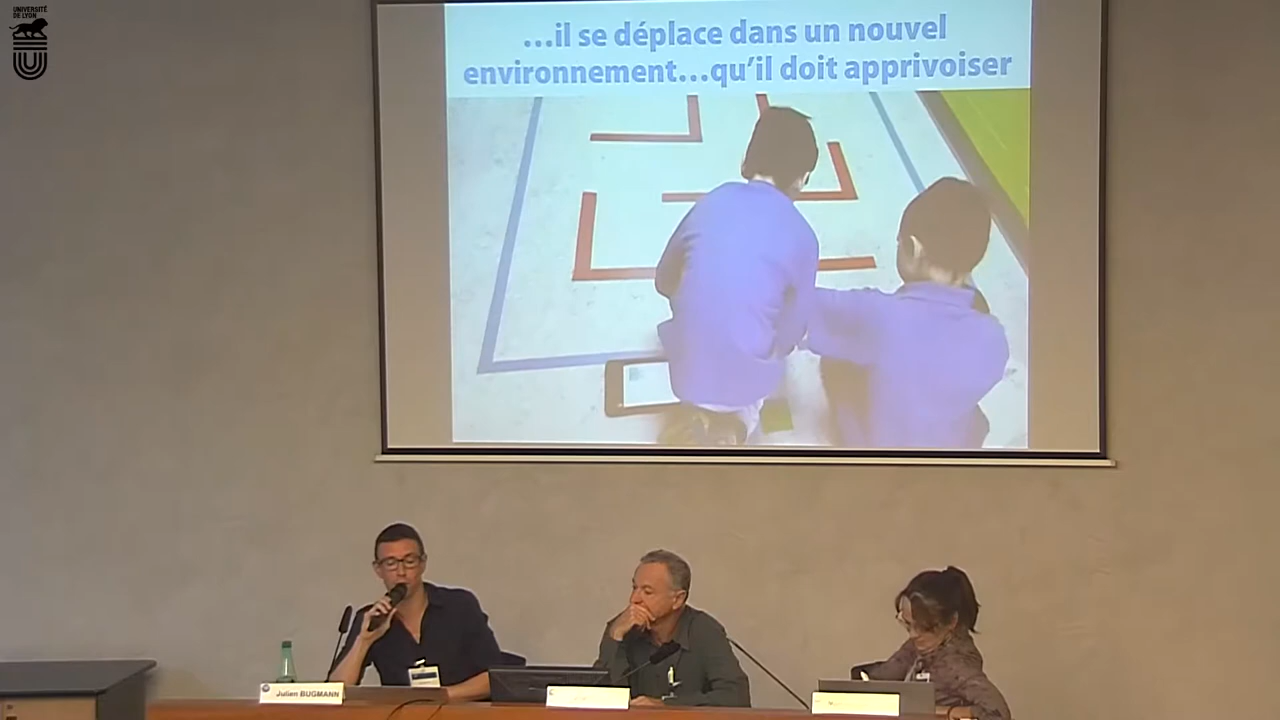 UNIVERSITÉ
DE LYON
...il se déplace dans un nouvel
environnement...qu'il doit apprivoiser
Julien BUGMANN